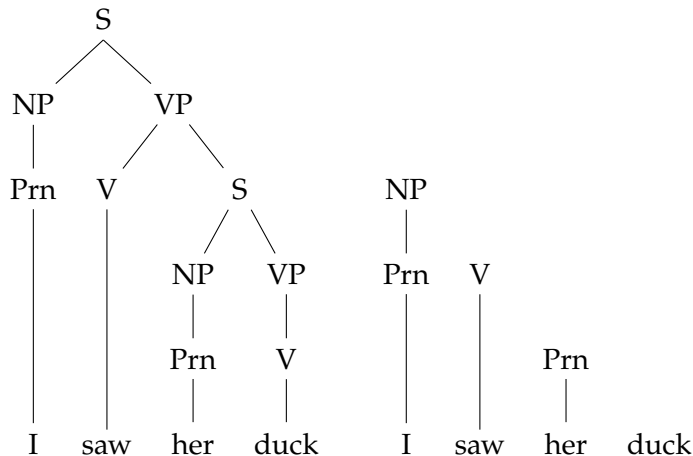 S
NP VP
Prn V S NP
NP VP Prn V
Prn V Prn
I saw her duck I saw her duck